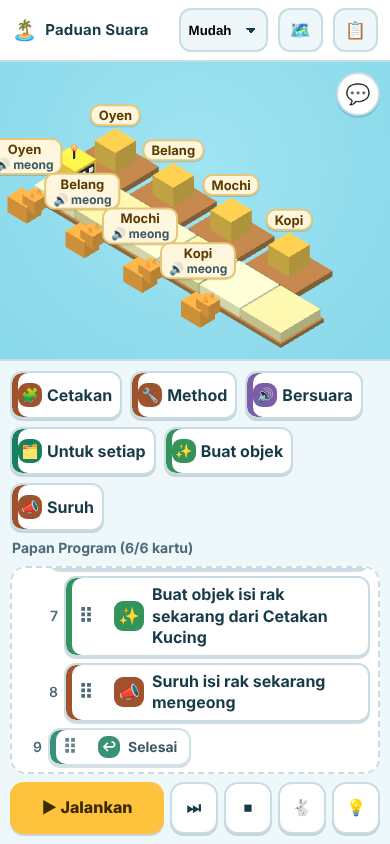 Paduan Suara
Mudah
Oyen
Belang
Mochi
Kopi
Oyen
meong
Belang
meong
Mochi
meong
Kopi
meong
Cetakan
Method
Bersuara
Untuk setiap
Buat objek
Suruh
Papan Program (6/6 kartu)
7
Buat objek isi rak
sekarang dari Cetakan
Kucing
8
Suruh isi rak sekarang
mengeong
9
Selesai
Jalankan